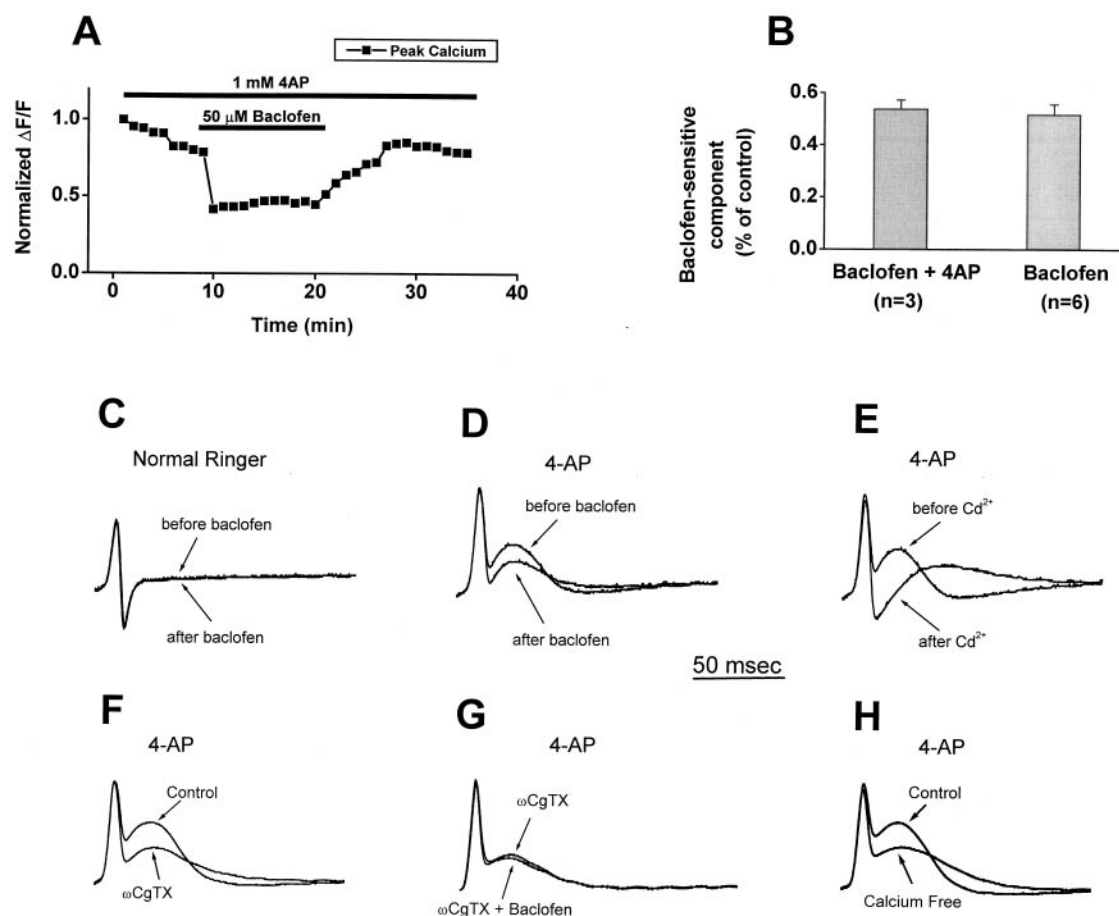 A
Peak Calcium
1 mM 4AP
50 μM Baclofen
1.0
0.5
0.0
Normalized ΔF/F
0 10 20 30 40
Time (min)
B
0.6
0.4
0.2
0.0
Baclofen-sensitive
component
(% of control)
Baclofen + 4AP
(n=3)
Baclofen
(n=6)
C
Normal Ringer
before baclofen
after baclofen
D
4-AP
before baclofen
after baclofen
E
4-AP
before Cd²⁺
after Cd²⁺
50 msec
F
4-AP
Control
ωCgTX
G
4-AP
ωCgTX
ωCgTX + Baclofen
H
4-AP
Control
Calcium Free